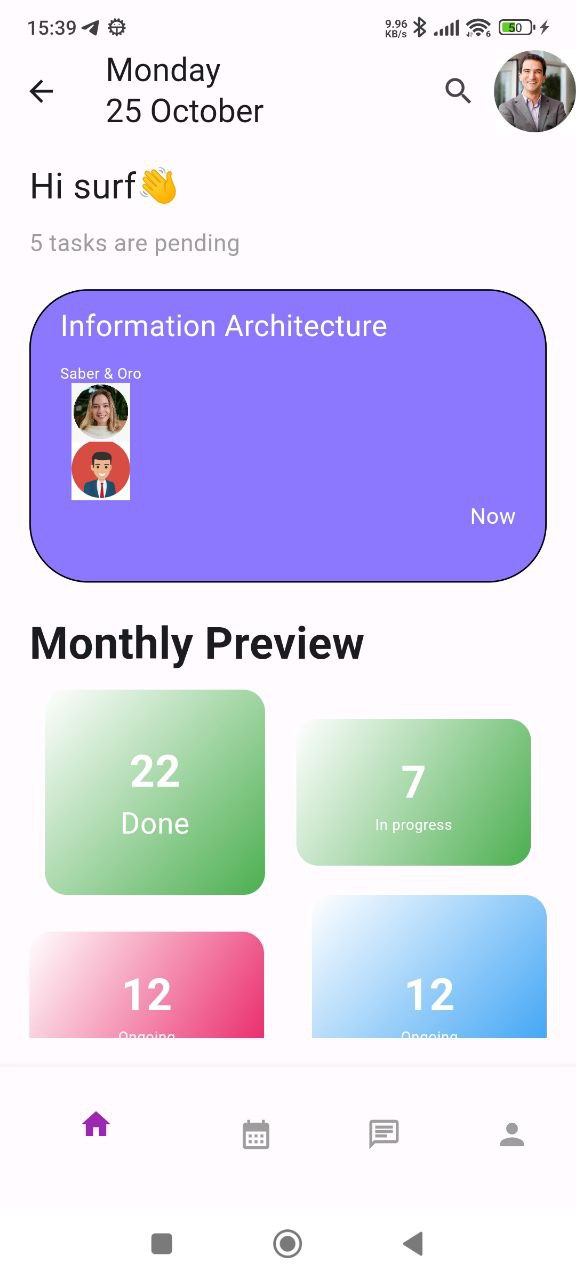 15:39
9.96
KB/s
6
50
Monday
25 October
Hi surf👋
5 tasks are pending
Information Architecture
Saber & Oro
Now
Monthly Preview
22
Done
7
In progress
12
Ongoing
12
Ongoing